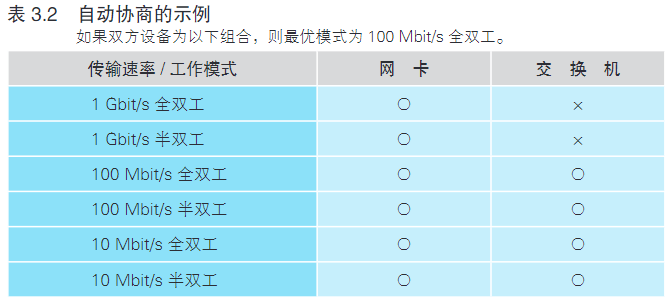 表 3.2 自动协商的示例
如果双方设备为以下组合，则最优模式为 100 Mbit/s 全双工。
传输速率 / 工作模式 网 卡 交 换 机
1 Gbit/s 全双工 ○ ×
1 Gbit/s 半双工 ○ ×
100 Mbit/s 全双工 ○ ○
100 Mbit/s 半双工 ○ ○
10 Mbit/s 全双工 ○ ○
10 Mbit/s 半双工 ○ ○